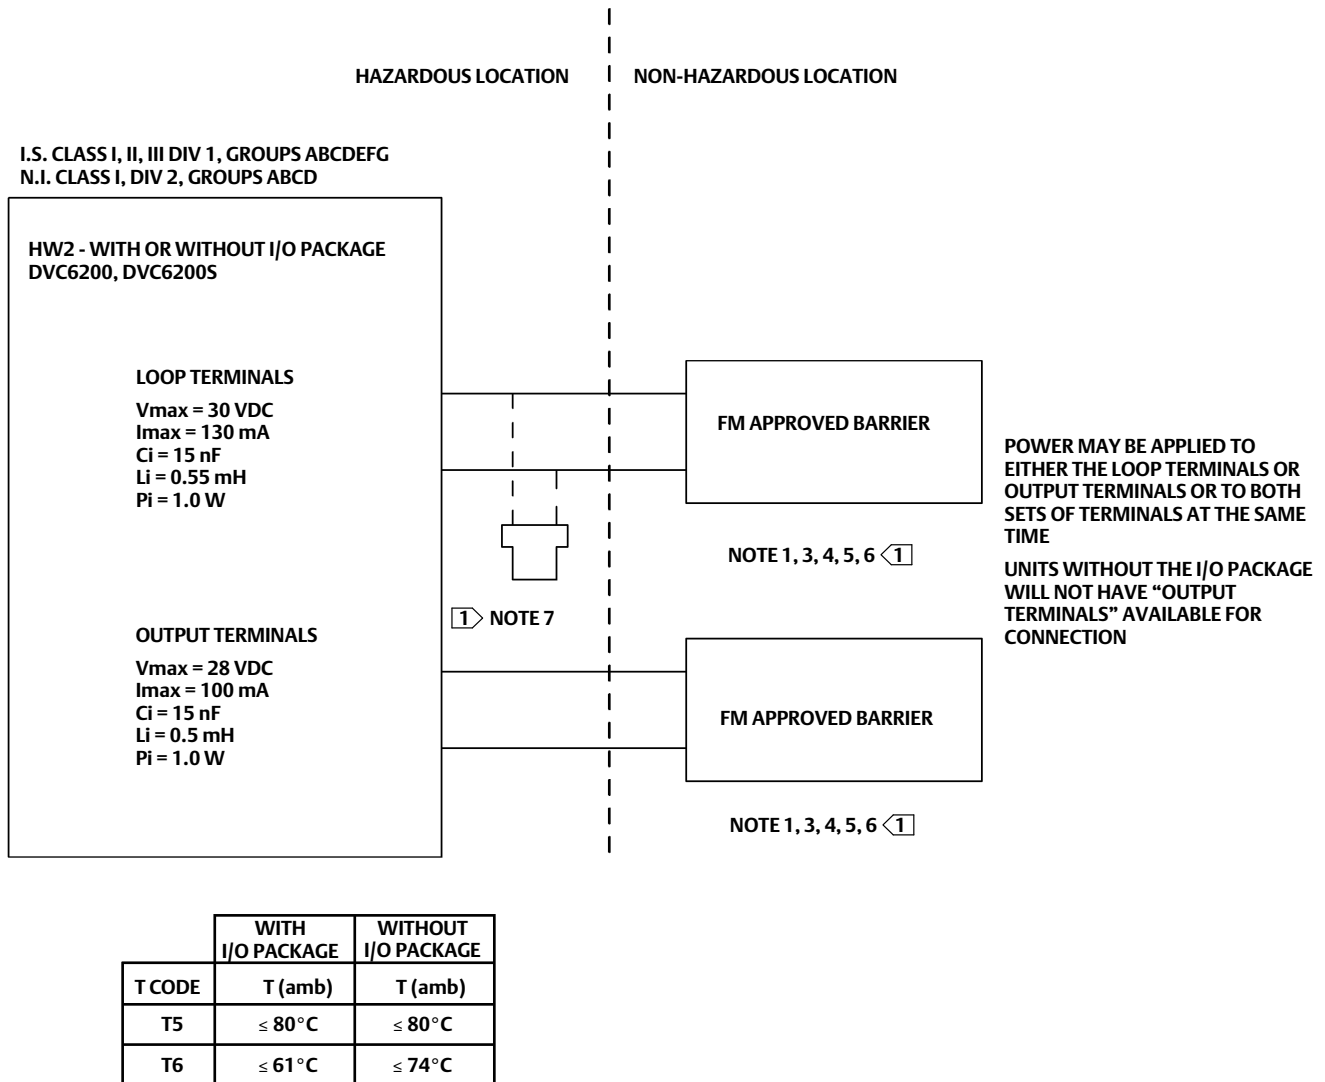 HAZARDOUS LOCATION
NON-HAZARDOUS LOCATION
I.S. CLASS I, II, III DIV 1, GROUPS ABCDEFG
N.I. CLASS I, DIV 2, GROUPS ABCD
HW2 - WITH OR WITHOUT I/O PACKAGE
DVC6200, DVC6200S
LOOP TERMINALS
Vmax = 30 VDC
Imax = 130 mA
Ci = 15 nF
Li = 0.55 mH
Pi = 1.0 W
FM APPROVED BARRIER
NOTE 1, 3, 4, 5, 6 1
POWER MAY BE APPLIED TO
EITHER THE LOOP TERMINALS OR
OUTPUT TERMINALS OR TO BOTH
SETS OF TERMINALS AT THE SAME
TIME
UNITS WITHOUT THE I/O PACKAGE
WILL NOT HAVE “OUTPUT
TERMINALS” AVAILABLE FOR
CONNECTION
1 NOTE 7
OUTPUT TERMINALS
Vmax = 28 VDC
Imax = 100 mA
Ci = 15 nF
Li = 0.5 mH
Pi = 1.0 W
FM APPROVED BARRIER
NOTE 1, 3, 4, 5, 6 1
WITH
I/O PACKAGE
WITHOUT
I/O PACKAGE
T CODE T (amb) T (amb)
T5 ≤ 80°C ≤ 80°C
T6 ≤ 61°C ≤ 74°C